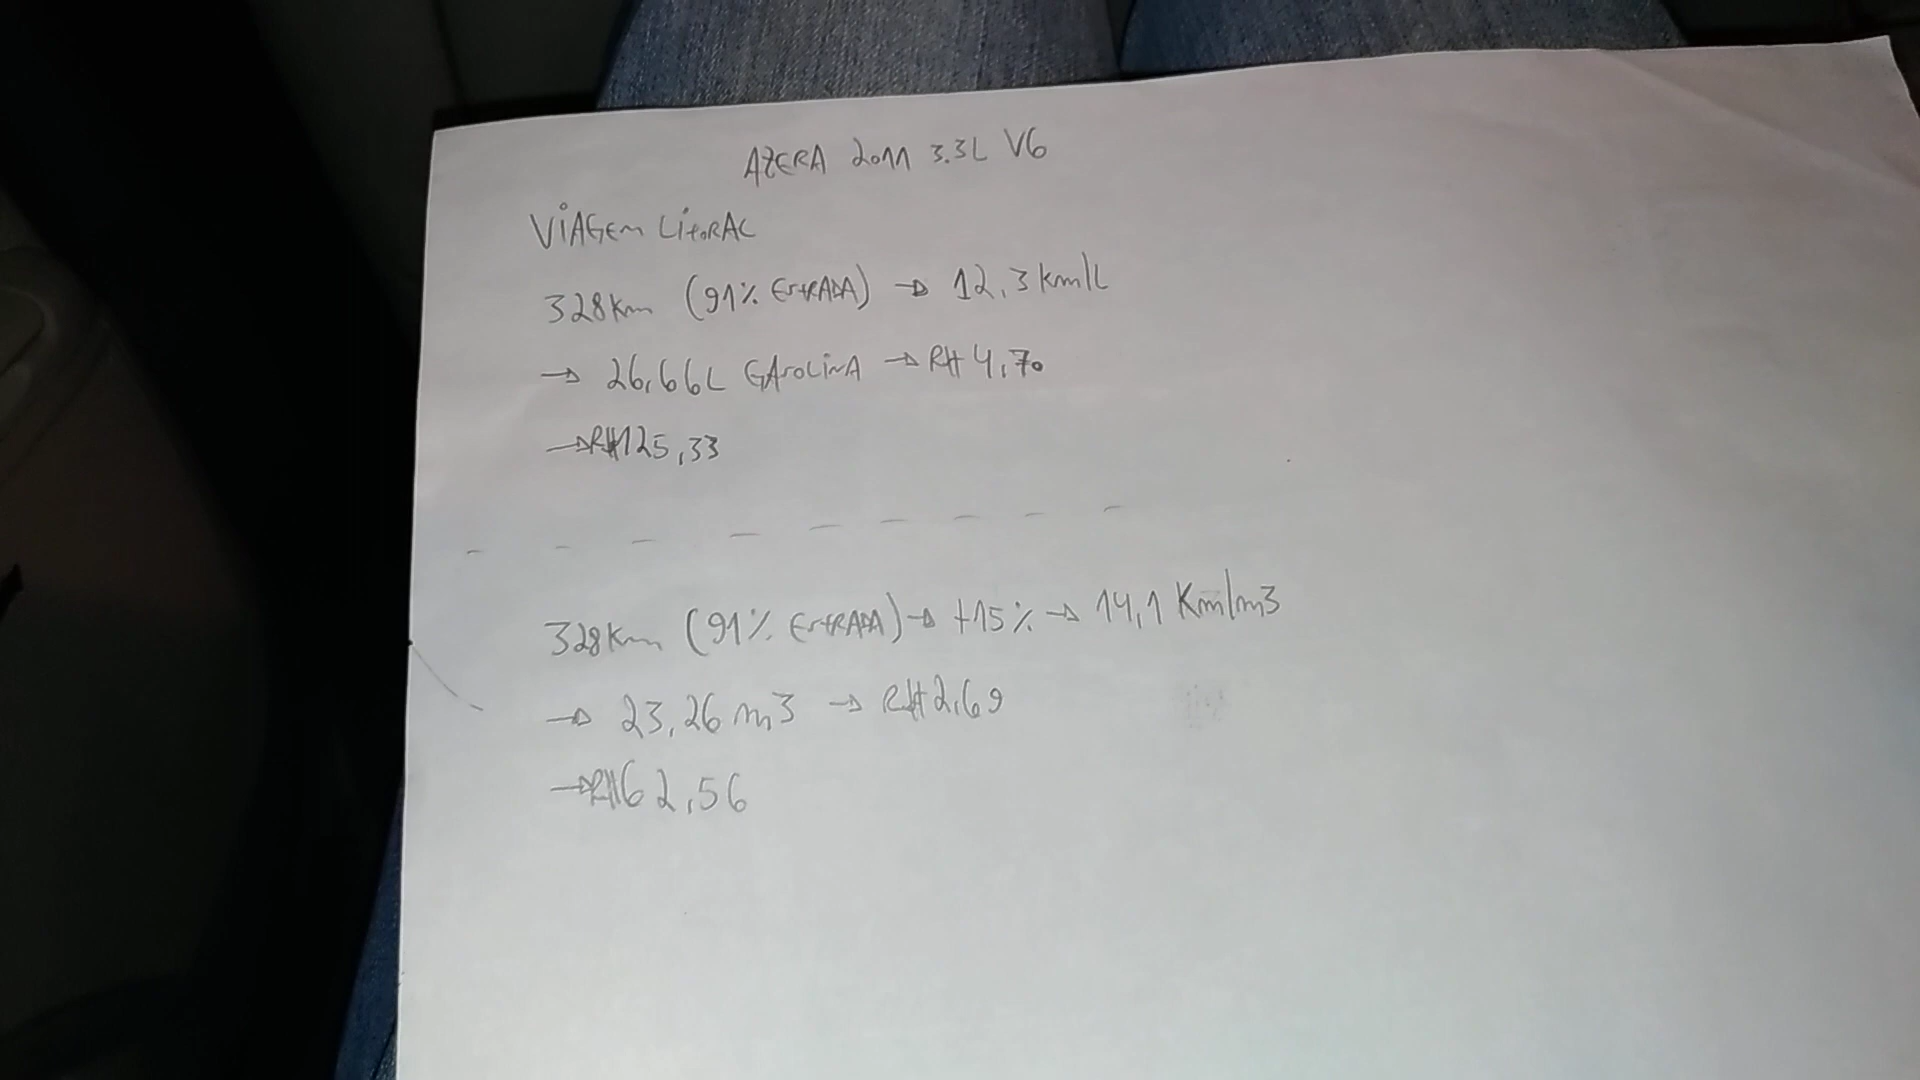 AZERA 2011 3.3L V6
ViAGEm LitoRAL
328Km (91% EstRADA) → 12,3 km/L
→ 26,66L GAsoLinA → R$ 4,70
→ R$125,33
328Km (91% EstRADA) → +15% → 14,1 Km/m3
→ 23,26 m3 → R$ 2,69
→ R$62,56